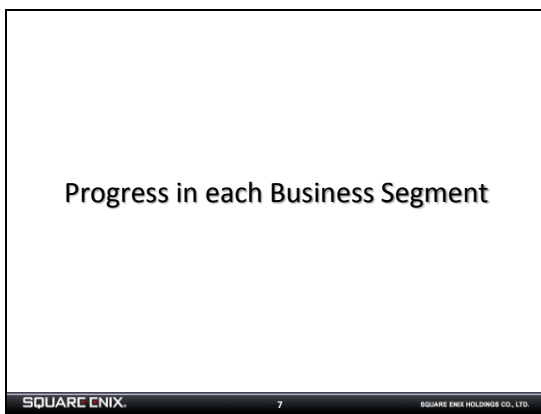 Progress in each Business Segment
SQUARE ENIX.
7
SQUARE ENIX HOLDINGS CO., LTD.